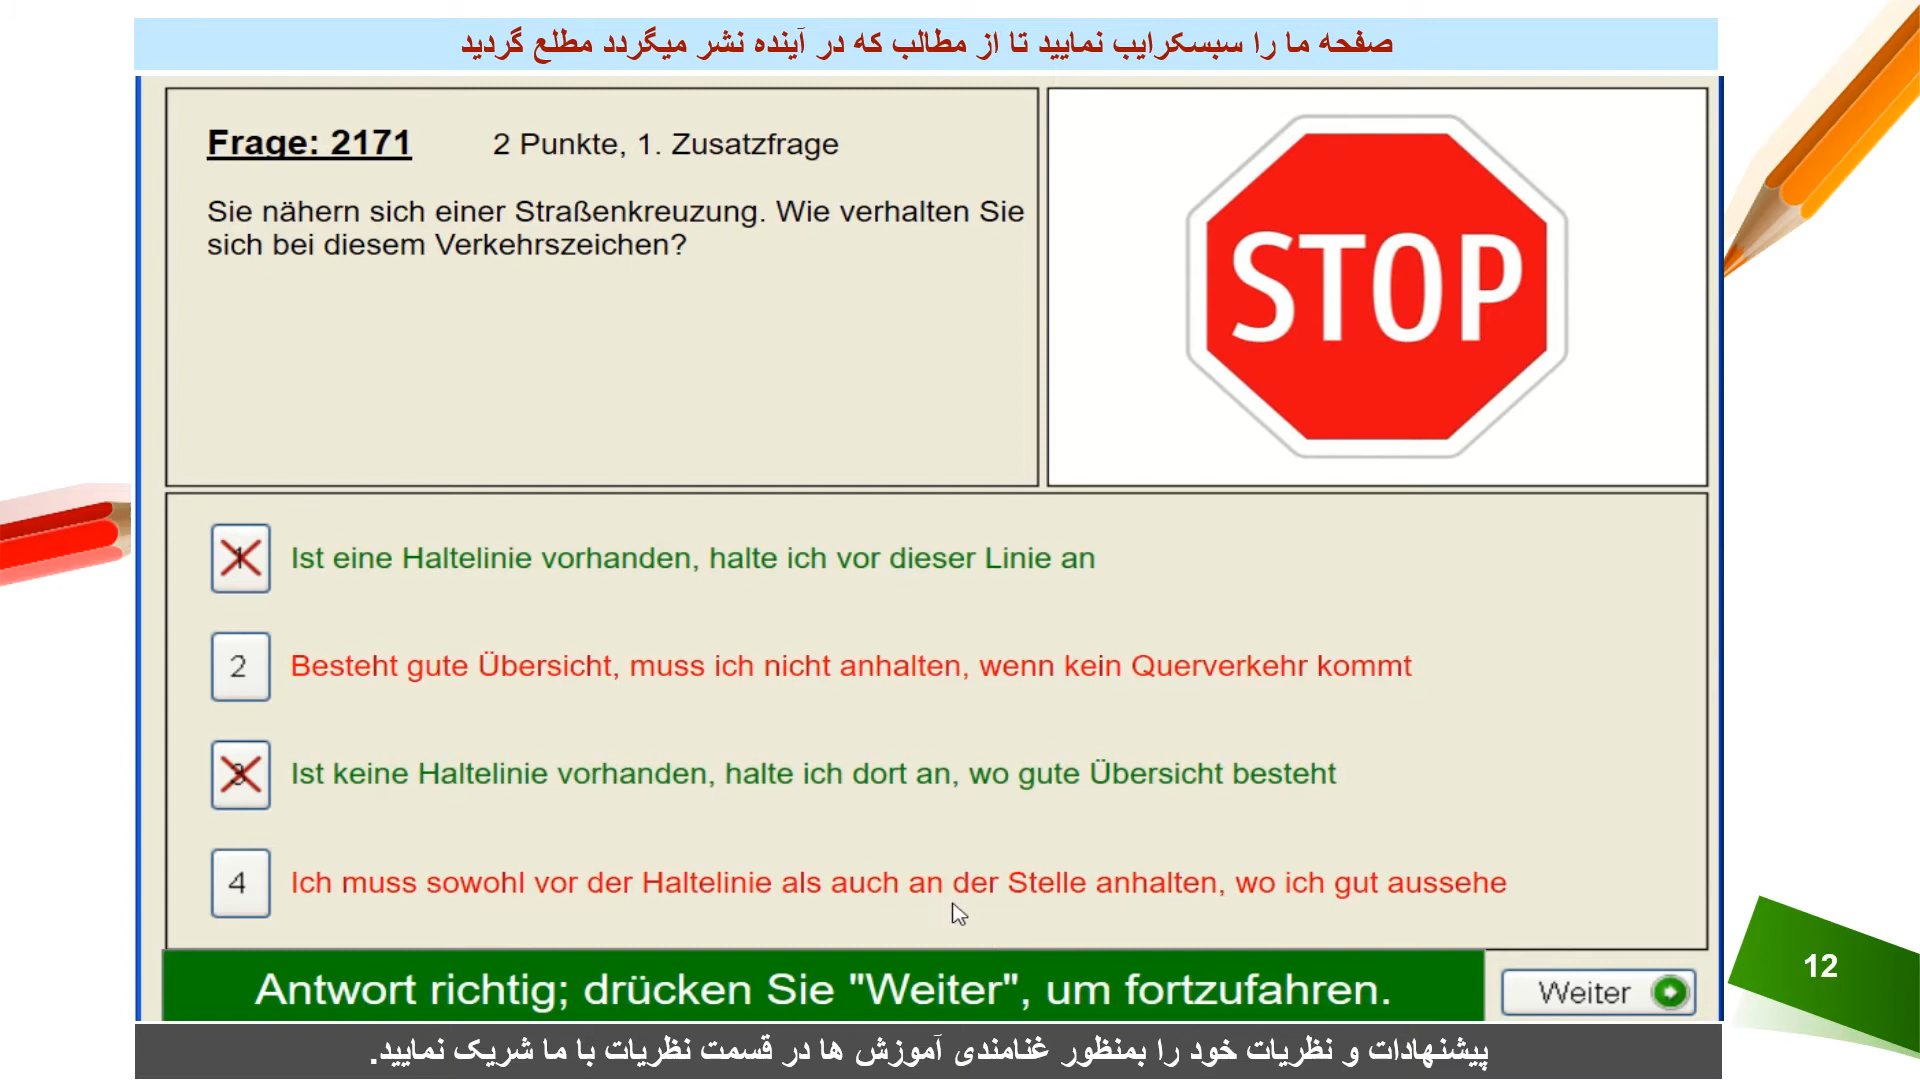 صفحه ما را سبسکرایب نمایید تا از مطالب که در آینده نشر میگردد مطلع گردید
Frage: 2171 2 Punkte, 1. Zusatzfrage
Sie nähern sich einer Straßenkreuzung. Wie verhalten Sie
sich bei diesem Verkehrszeichen?
STOP
1 Ist eine Haltelinie vorhanden, halte ich vor dieser Linie an
2 Besteht gute Übersicht, muss ich nicht anhalten, wenn kein Querverkehr kommt
3 Ist keine Haltelinie vorhanden, halte ich dort an, wo gute Übersicht besteht
4 Ich muss sowohl vor der Haltelinie als auch an der Stelle anhalten, wo ich gut aussehe
Antwort richtig; drücken Sie "Weiter", um fortzufahren.
Weiter
12
پیشنهادات و نظریات خود را بمنظور غنامندی آموزش ها در قسمت نظریات با ما شریک نمایید.